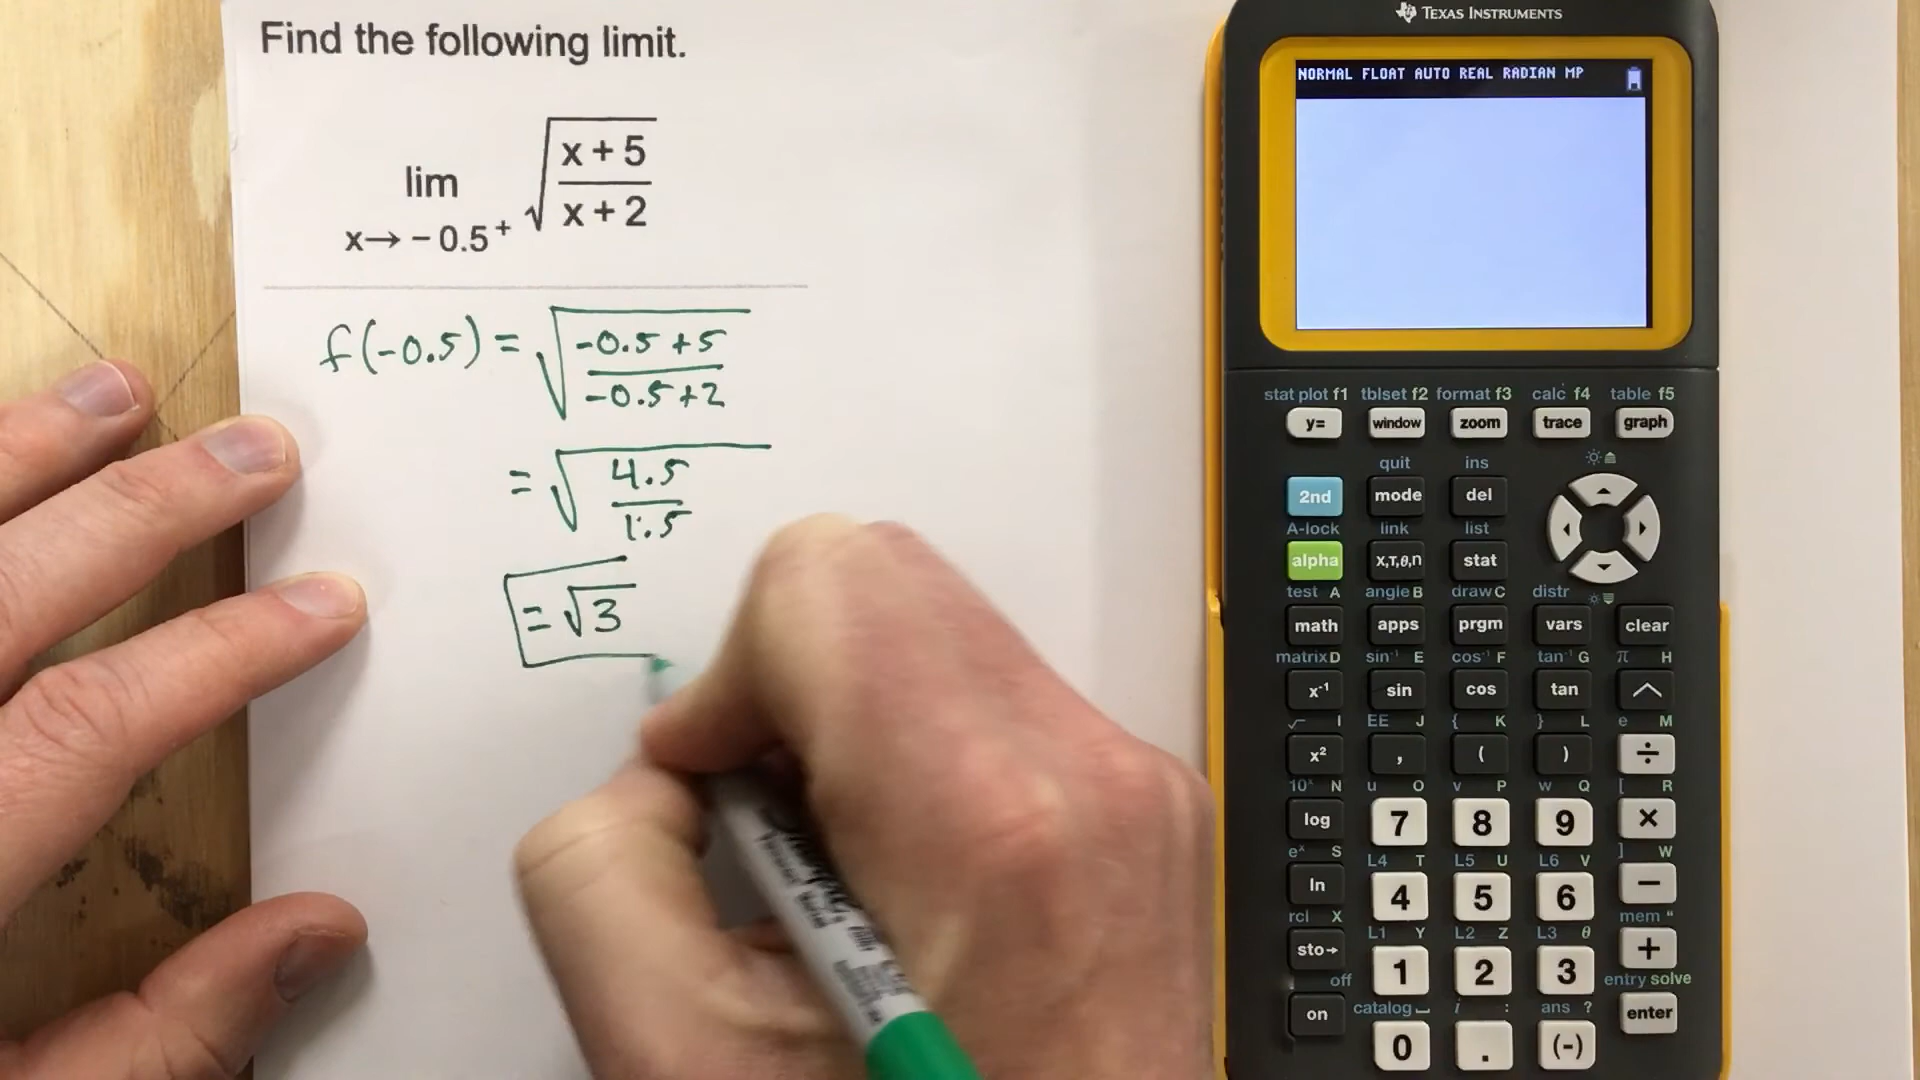 Find the following limit.
lim x→ -0.5⁺ √((x+5)/(x+2))
f(-0.5) = √((-0.5+5)/(-0.5+2))
= √(4.5/1.5)
= √3
TEXAS INSTRUMENTS
NORMAL FLOAT AUTO REAL RADIAN MP
stat plot f1 tblset f2 format f3 calc f4 table f5
y= window zoom trace graph
quit ins
2nd mode del
A-lock link list
alpha X,T,θ,n stat
test A angle B draw C distr
math apps prgm vars clear
matrix D sin⁻¹ E cos⁻¹ F tan⁻¹ G π H
x⁻¹ sin cos tan ^
√ I EE J { K } L e M
x² , ( ) ÷
10ˣ N u O v P w Q [ R
log 7 8 9 ×
eˣ S L4 T L5 U L6 V ] W
ln 4 5 6 −
rcl X L1 Y L2 Z L3 θ mem "
sto→ 1 2 3 +
off catalog i : ans ? entry solve
on 0 . (-) enter